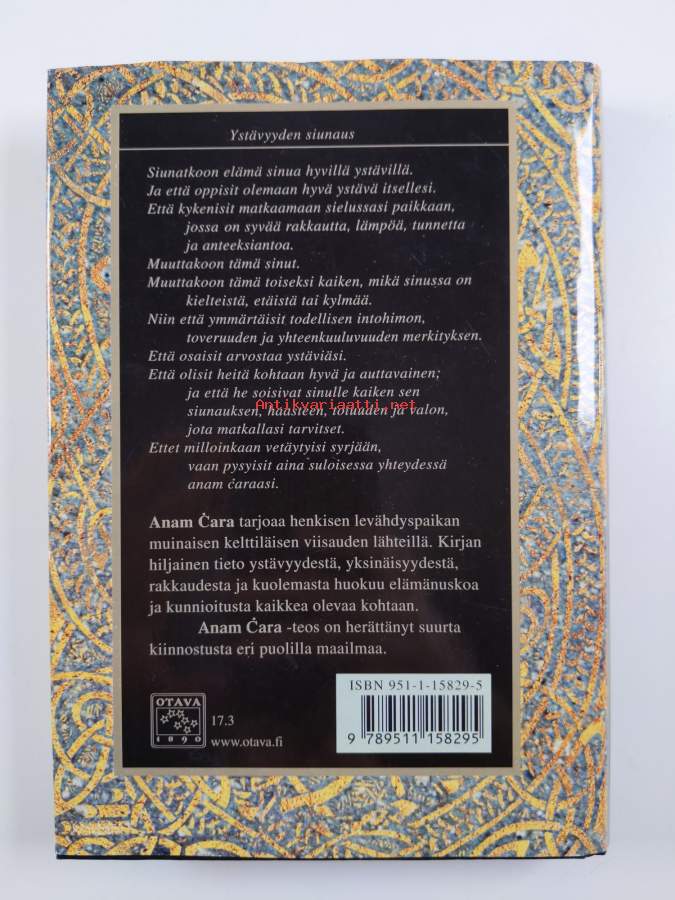 Ystävyyden siunaus
Siunatkoon elämä sinua hyvillä ystävillä.
Ja että oppisit olemaan hyvä ystävä itsellesi.
Että kykenisit matkaamaan sielussasi paikkaan,
jossa on syvää rakkautta, lämpöä, tunnetta
ja anteeksiantoa.
Muuttakoon tämä sinut.
Muuttakoon tämä toiseksi kaiken, mikä sinussa on
kielteistä, etäistä tai kylmää.
Niin että ymmärtäisit todellisen intohimon,
toveruuden ja yhteenkuuluvuuden merkityksen.
Että osaisit arvostaa ystäviäsi.
Että olisit heitä kohtaan hyvä ja auttavainen;
ja että he soisivat sinulle kaiken sen
Antikvariaatti.net
siunauksen, haasteen, totuuden ja valon,
jota matkallasi tarvitset.
Ettet milloinkaan vetäytyisi syrjään,
vaan pysyisit aina suloisessa yhteydessä
anam ċaraasi.
Anam Ċara tarjoaa henkisen levähdyspaikan
muinaisen kelttiläisen viisauden lähteillä. Kirjan
hiljainen tieto ystävyydestä, yksinäisyydestä,
rakkaudesta ja kuolemasta huokuu elämänuskoa
ja kunnioitusta kaikkea olevaa kohtaan.
Anam Ċara -teos on herättänyt suurta
kiinnostusta eri puolilla maailmaa.
ISBN 951-1-15829-5
OTAVA
1890
17.3
www.otava.fi
9 789511 158295